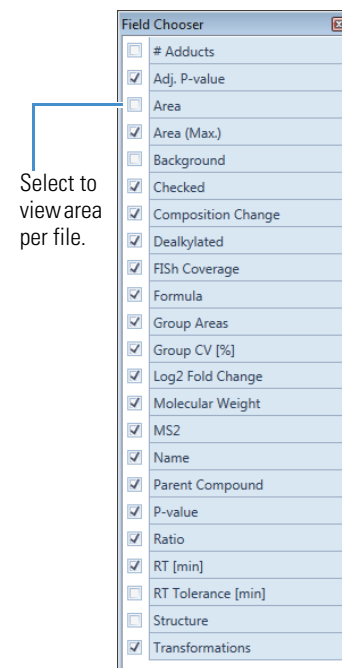 Field Chooser
# Adducts
Adj. P-value
Area
Area (Max.)
Background
Checked
Composition Change
Dealkylated
FISh Coverage
Formula
Group Areas
Group CV [%]
Log2 Fold Change
Molecular Weight
MS2
Name
Parent Compound
P-value
Ratio
RT [min]
RT Tolerance [min]
Structure
Transformations
Select to
view area
per file.